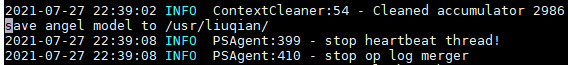 2021-07-27 22:39:02 INFO  ContextCleaner:54 - Cleaned accumulator 2986
save angel model to /usr/liuqian/
2021-07-27 22:39:08 INFO  PSAgent:399 - stop heartbeat thread!
2021-07-27 22:39:08 INFO  PSAgent:410 - stop op log merger